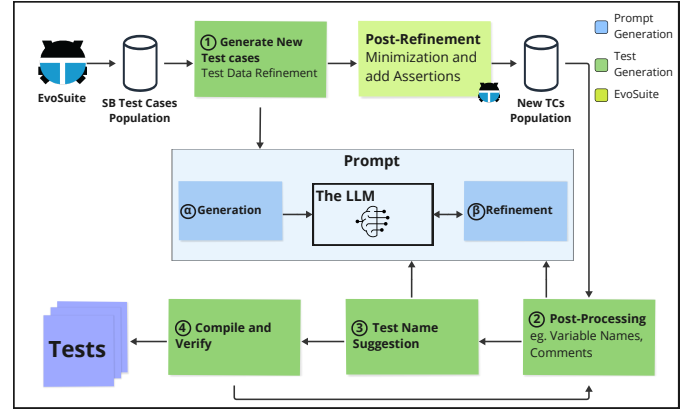 ① Generate New
Test cases
Test Data Refinement
Post-Refinement
Minimization and
add Assertions
Prompt
Generation
Test
Generation
EvoSuite
EvoSuite
SB Test Cases
Population
New TCs
Population
Prompt
The LLM
α Generation
β Refinement
Tests
④ Compile and
Verify
③ Test Name
Suggestion
② Post-Processing
eg. Variable Names,
Comments